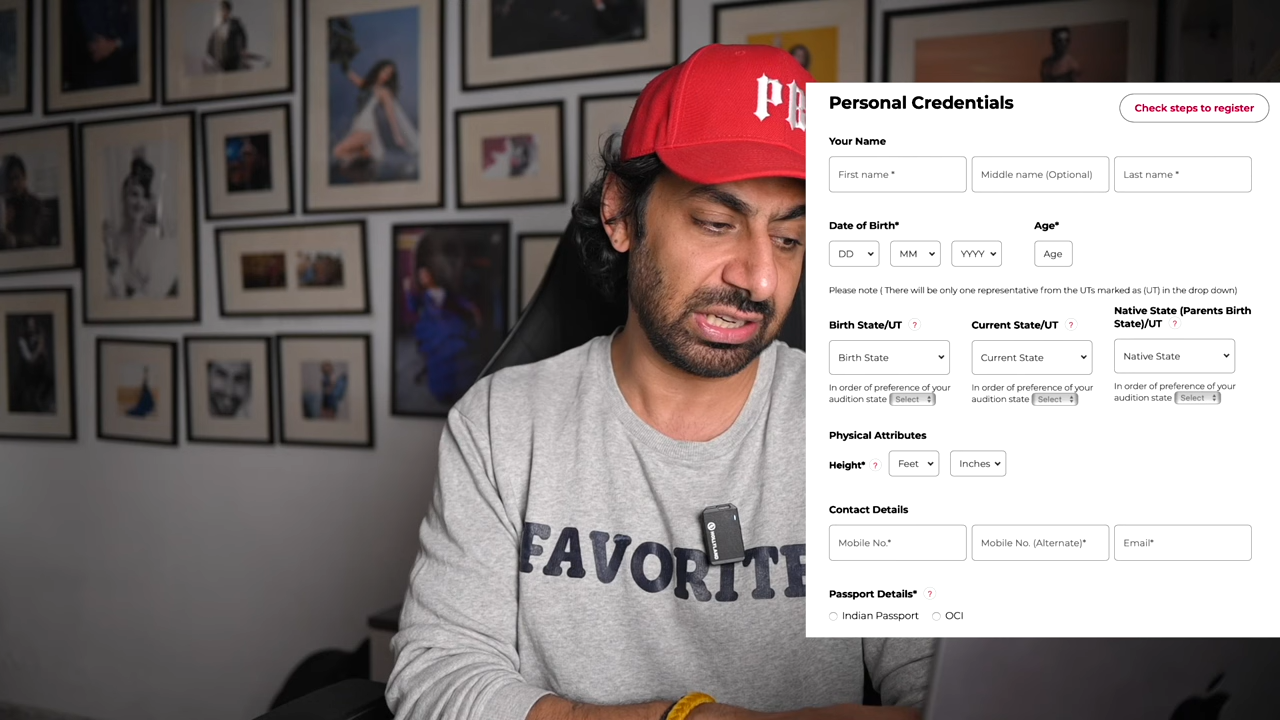 FAVORITE
HOLLYLAND
Personal Credentials
Check steps to register
Your Name
First name *
Middle name (Optional)
Last name *
Date of Birth*
Age*
DD
MM
YYYY
Age
Please note ( There will be only one representative from the UTs marked as (UT) in the drop down)
Birth State/UT ?
Current State/UT ?
Native State (Parents Birth
State)/UT ?
Birth State
Current State
Native State
In order of preference of your
audition state Select
In order of preference of your
audition state Select
In order of preference of your
audition state Select
Physical Attributes
Height* ?
Feet
Inches
Contact Details
Mobile No.*
Mobile No. (Alternate)*
Email*
Passport Details* ?
Indian Passport
OCI